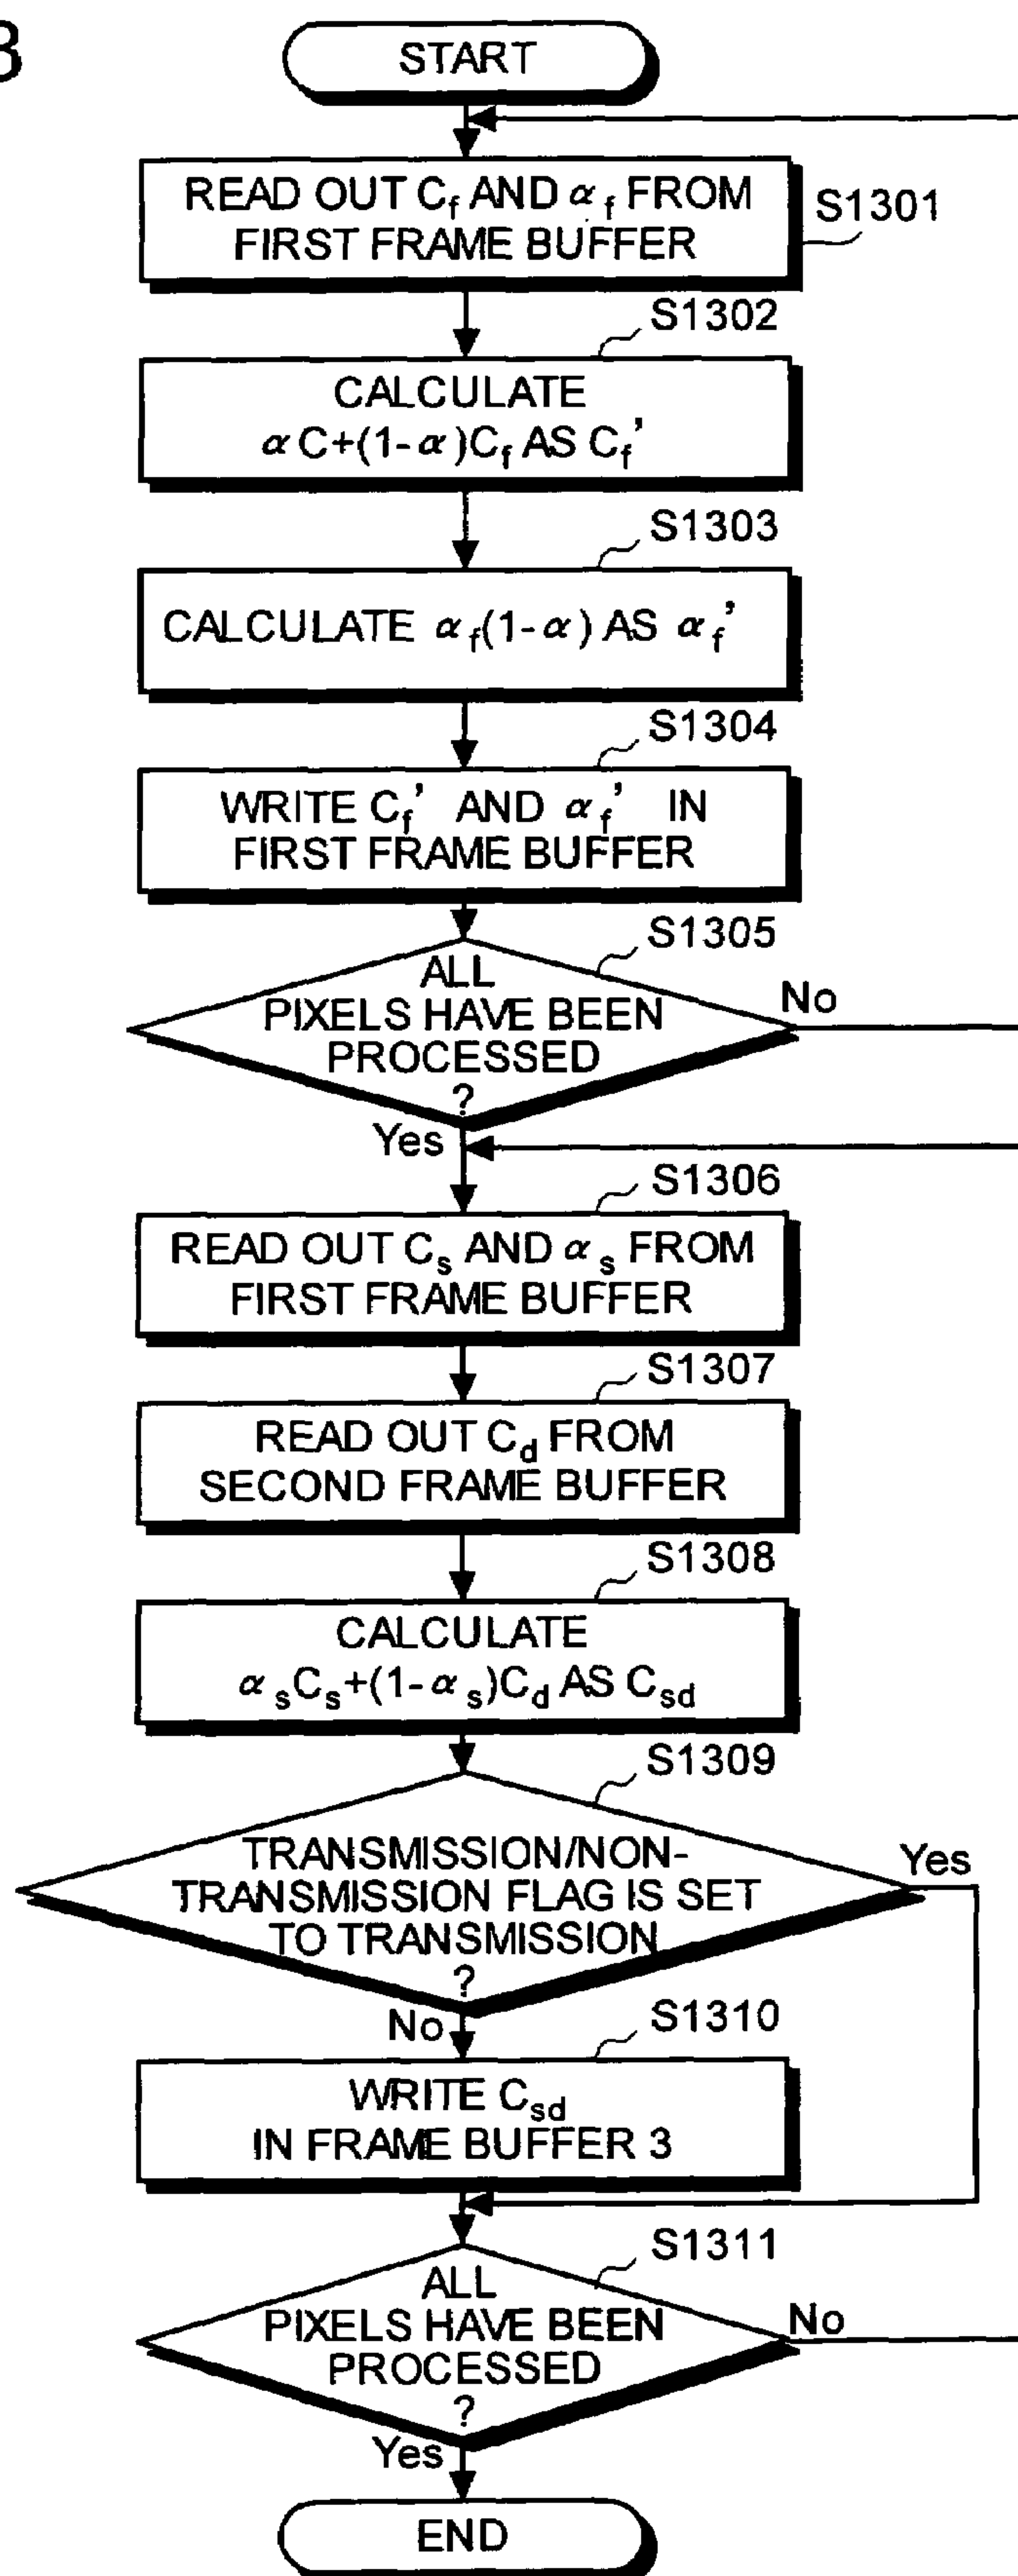 START
READ OUT Cf AND αf FROM
FIRST FRAME BUFFER
S1301
S1302
CALCULATE
αC+(1-α)Cf AS Cf'
S1303
CALCULATE αf(1-α) AS αf'
S1304
WRITE Cf' AND αf' IN
FIRST FRAME BUFFER
S1305
ALL
PIXELS HAVE BEEN
PROCESSED
?
No
Yes
S1306
READ OUT Cs AND αs FROM
FIRST FRAME BUFFER
S1307
READ OUT Cd FROM
SECOND FRAME BUFFER
S1308
CALCULATE
αsCs+(1-αs)Cd AS Csd
S1309
TRANSMISSION/NON-
TRANSMISSION FLAG IS SET
TO TRANSMISSION
?
Yes
No
S1310
WRITE Csd
IN FRAME BUFFER 3
S1311
ALL
PIXELS HAVE BEEN
PROCESSED
?
No
Yes
END